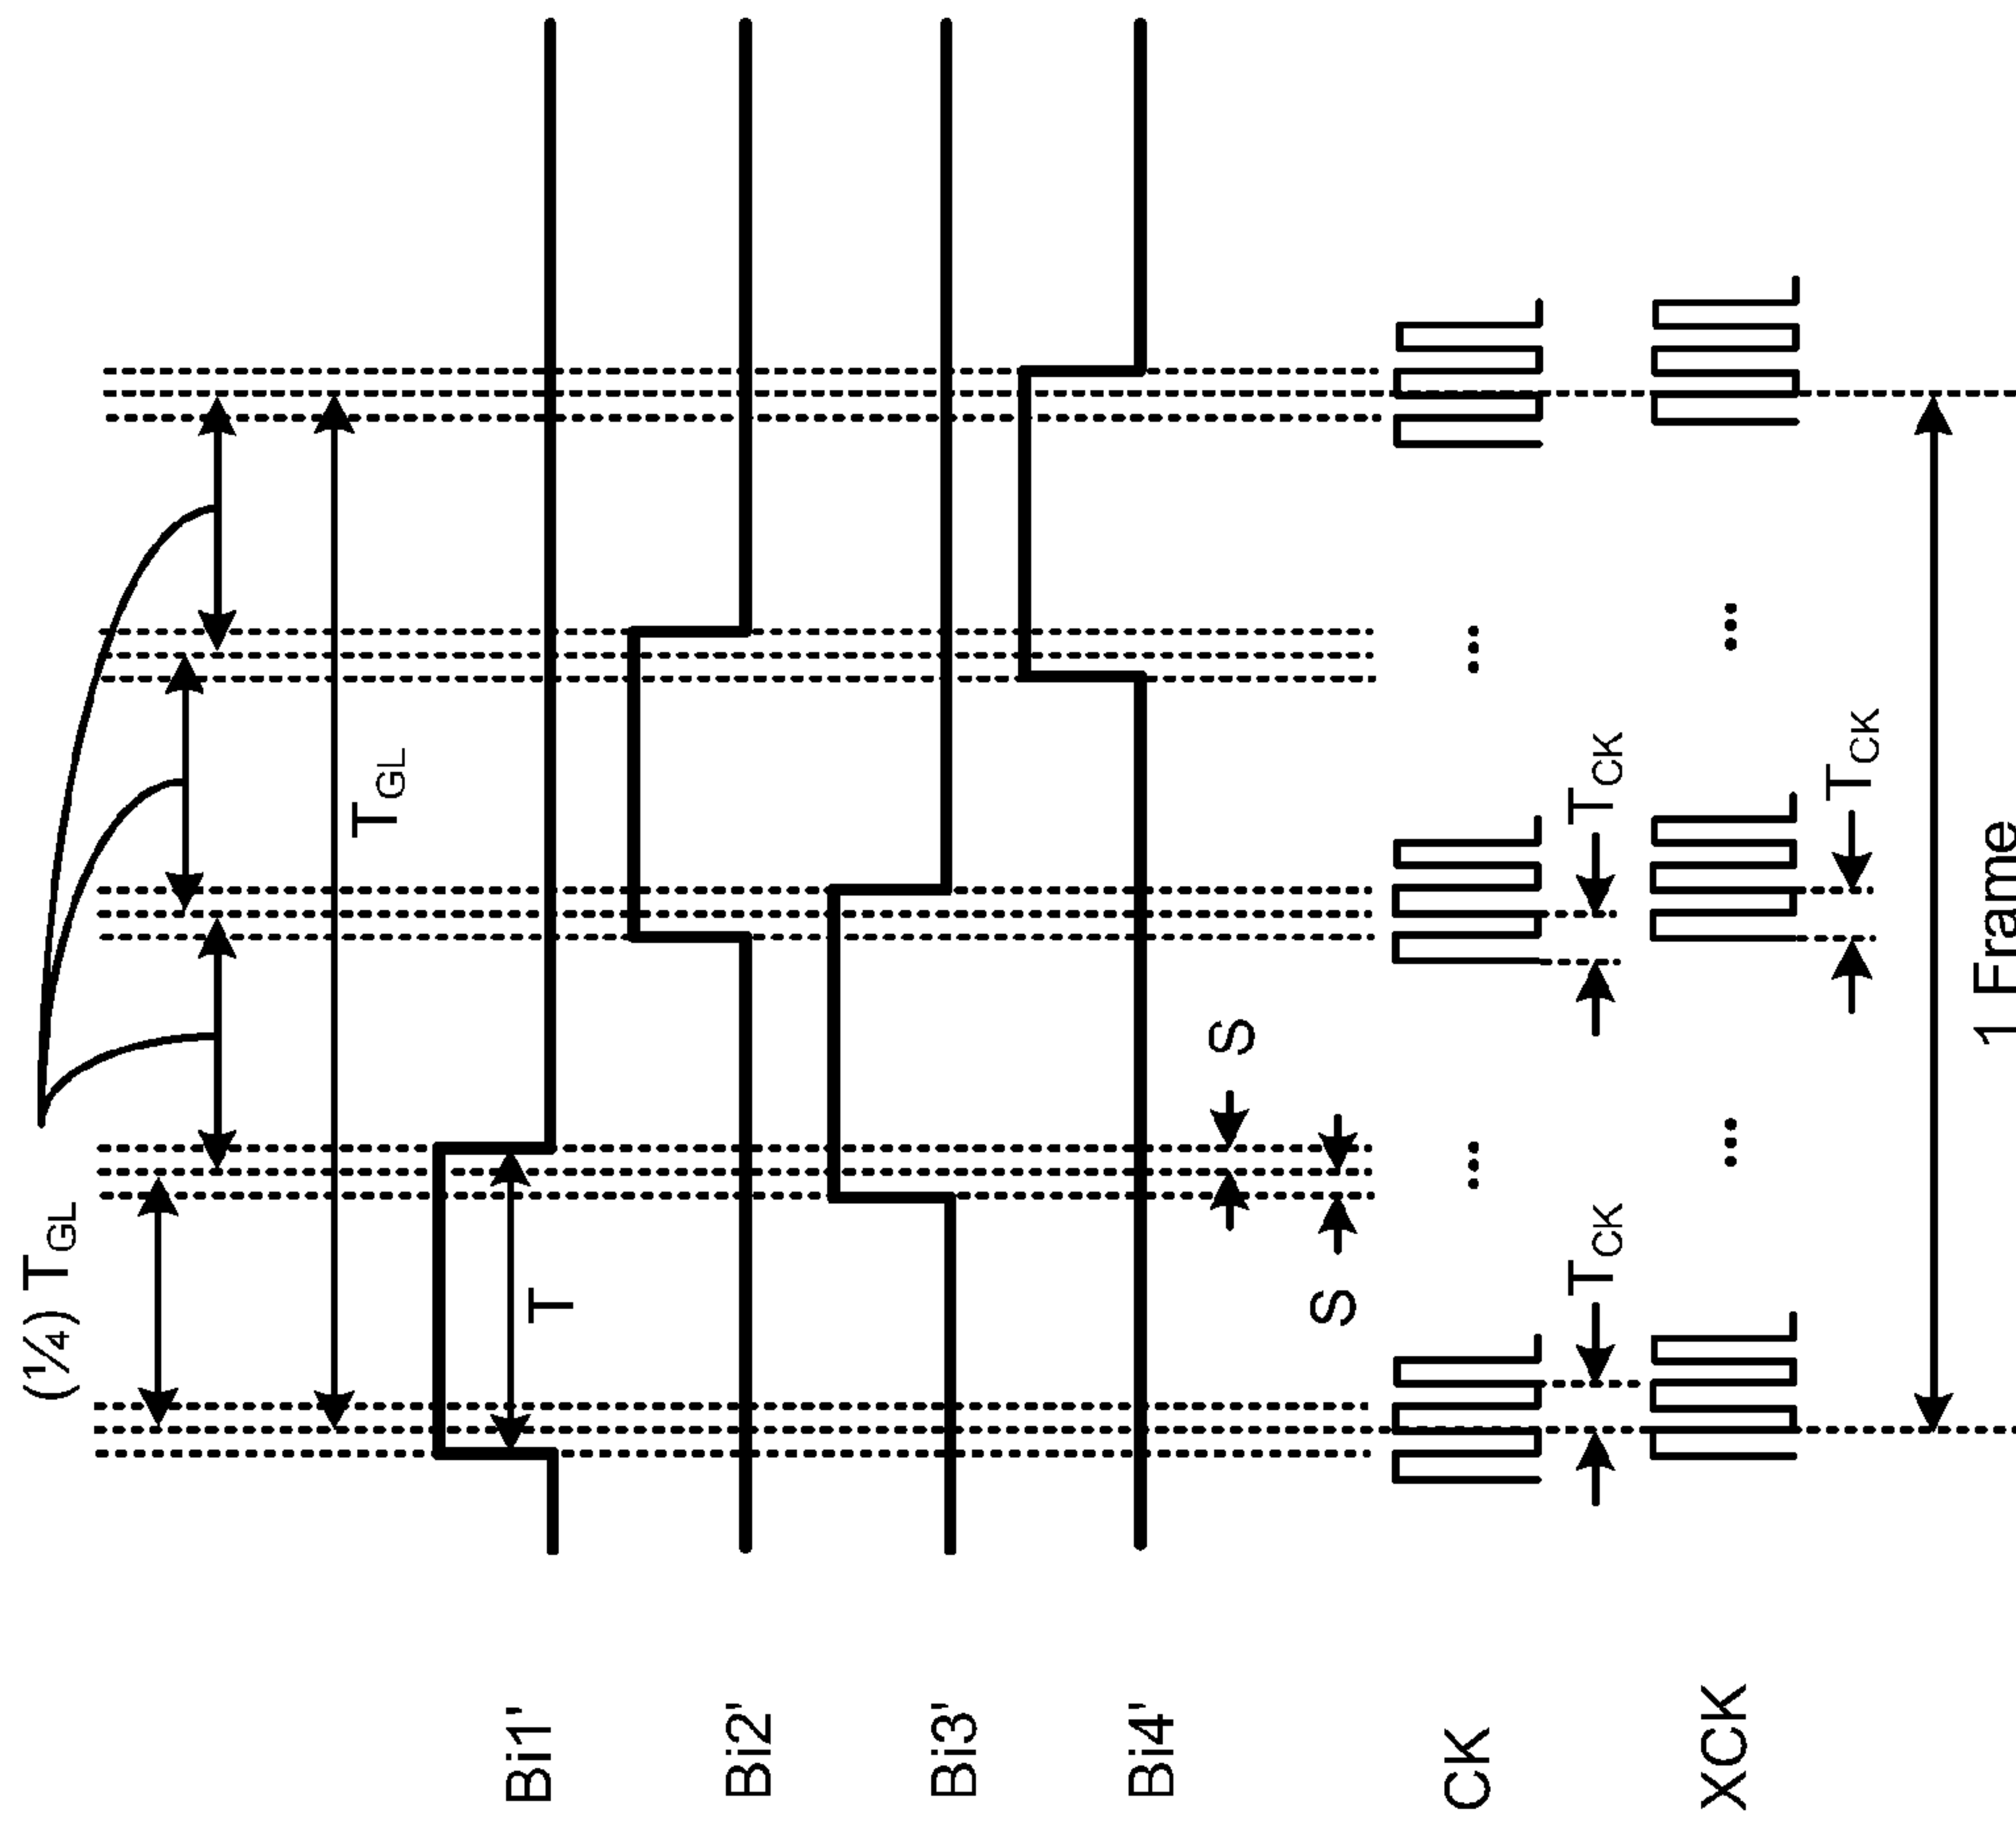 (¼) TGL
TGL
T
Bi1'
Bi2'
Bi3'
Bi4'
S
S
CK
TCK
TCK
XCK
TCK
1 Frame